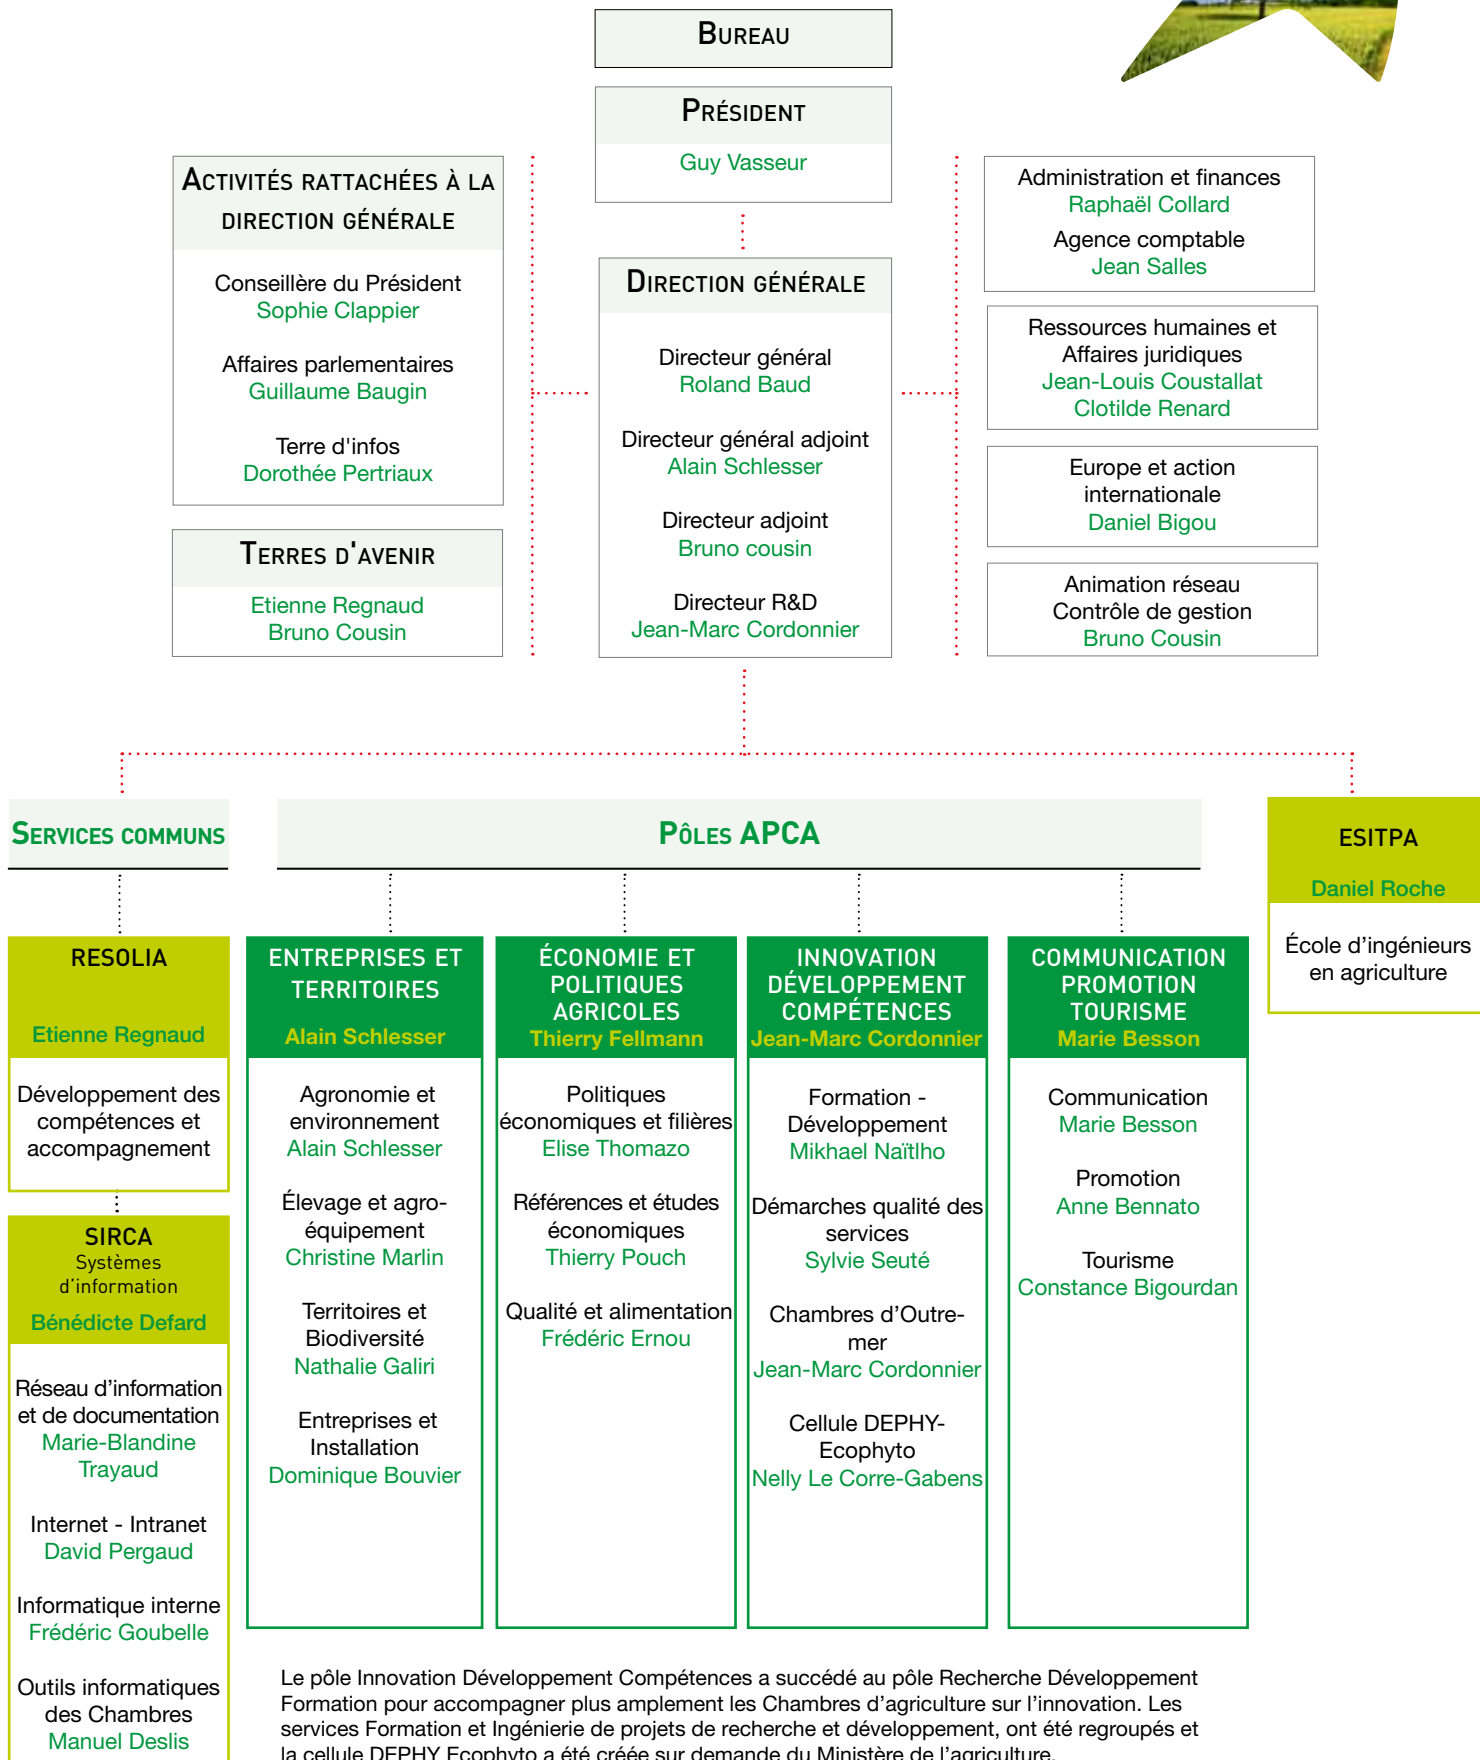 Bureau
Président
Guy Vasseur
Activités rattachées à la
direction générale
Conseillère du Président
Sophie Clappier
Affaires parlementaires
Guillaume Baugin
Terre d'infos
Dorothée Pertriaux
Terres d'avenir
Etienne Regnaud
Bruno Cousin
Direction générale
Directeur général
Roland Baud
Directeur général adjoint
Alain Schlesser
Directeur adjoint
Bruno cousin
Directeur R&D
Jean-Marc Cordonnier
Administration et finances
Raphaël Collard
Agence comptable
Jean Salles
Ressources humaines et
Affaires juridiques
Jean-Louis Coustallat
Clotilde Renard
Europe et action
internationale
Daniel Bigou
Animation réseau
Contrôle de gestion
Bruno Cousin
Services communs
Pôles APCA
ESITPA
Daniel Roche
École d’ingénieurs
en agriculture
RESOLIA
Etienne Regnaud
Développement des
compétences et
accompagnement
SIRCA
Systèmes
d’information
Bénédicte Defard
Réseau d’information
et de documentation
Marie-Blandine
Trayaud
Internet - Intranet
David Pergaud
Informatique interne
Frédéric Goubelle
Outils informatiques
des Chambres
Manuel Deslis
ENTREPRISES ET
TERRITOIRES
Alain Schlesser
Agronomie et
environnement
Alain Schlesser
Élevage et agro-
équipement
Christine Marlin
Territoires et
Biodiversité
Nathalie Galiri
Entreprises et
Installation
Dominique Bouvier
ÉCONOMIE ET
POLITIQUES
AGRICOLES
Thierry Fellmann
Politiques
économiques et filières
Elise Thomazo
Références et études
économiques
Thierry Pouch
Qualité et alimentation
Frédéric Ernou
INNOVATION
DÉVELOPPEMENT
COMPÉTENCES
Jean-Marc Cordonnier
Formation -
Développement
Mikhael Naïtlho
Démarches qualité des
services
Sylvie Seuté
Chambres d’Outre-
mer
Jean-Marc Cordonnier
Cellule DEPHY-
Ecophyto
Nelly Le Corre-Gabens
COMMUNICATION
PROMOTION
TOURISME
Marie Besson
Communication
Marie Besson
Promotion
Anne Bennato
Tourisme
Constance Bigourdan
Le pôle Innovation Développement Compétences a succédé au pôle Recherche Développement
Formation pour accompagner plus amplement les Chambres d’agriculture sur l’innovation. Les
services Formation et Ingénierie de projets de recherche et développement, ont été regroupés et
la cellule DEPHY Ecophyto a été créée sur demande du Ministère de l’agriculture.